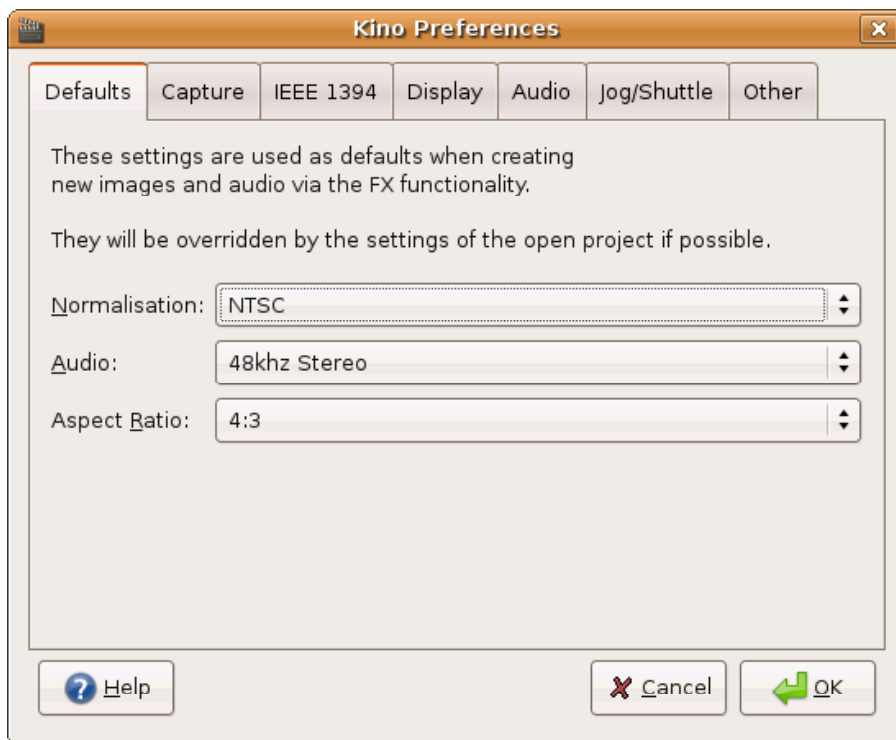 Kino Preferences
Defaults
Capture
IEEE 1394
Display
Audio
Jog/Shuttle
Other
These settings are used as defaults when creating
new images and audio via the FX functionality.
They will be overridden by the settings of the open project if possible.
Normalisation: NTSC
Audio: 48khz Stereo
Aspect Ratio: 4:3
Help
Cancel
OK